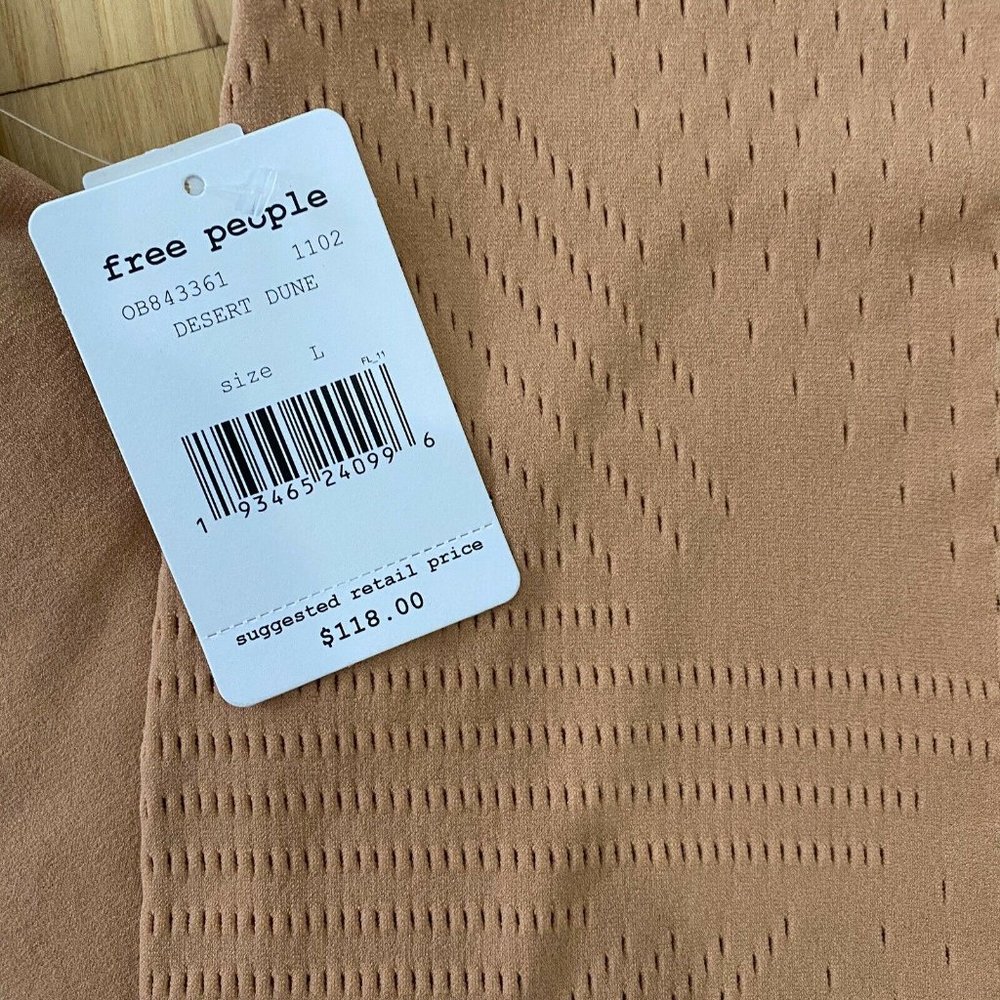 free people
OB843361 1102
DESERT DUNE
size L
FL_11
1 93465 24099 6
suggested retail price
$118.00